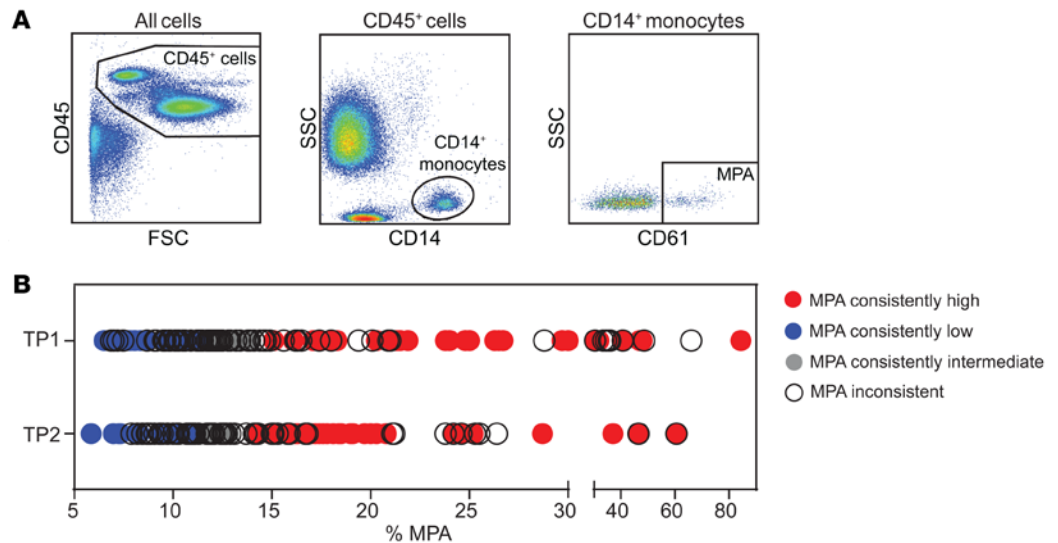 A
All cells
CD45⁺ cells
CD14⁺ monocytes
CD45
CD45⁺ cells
FSC
SSC
CD14⁺
monocytes
CD14
SSC
MPA
CD61
B
TP1
TP2
5
10
15
20
25
30
40
60
80
% MPA
MPA consistently high
MPA consistently low
MPA consistently intermediate
MPA inconsistent